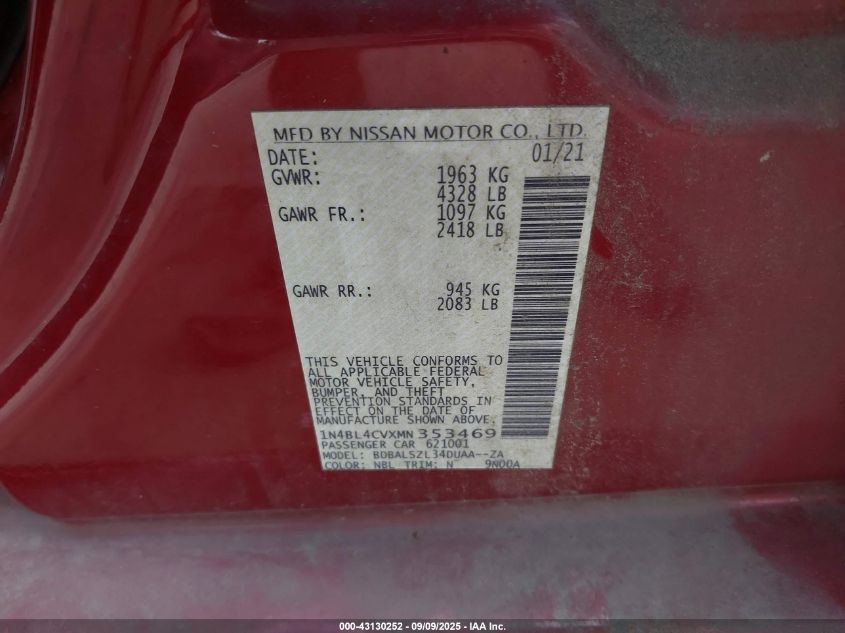 MFD BY NISSAN MOTOR CO., LTD.
DATE: 01/21
GVWR: 1963 KG
4328 LB
GAWR FR.: 1097 KG
2418 LB
GAWR RR.: 945 KG
2083 LB
THIS VEHICLE CONFORMS TO
ALL APPLICABLE FEDERAL
MOTOR VEHICLE SAFETY,
BUMPER, AND THEFT
PREVENTION STANDARDS IN
EFFECT ON THE DATE OF
MANUFACTURE SHOWN ABOVE.
1N4BL4CVXMN353469
PASSENGER CAR 621001
MODEL: BDBALSZL34DUAA--ZA
COLOR: NBL TRIM: N 9N00A
000-43130252 - 09/09/2025 - IAA Inc.